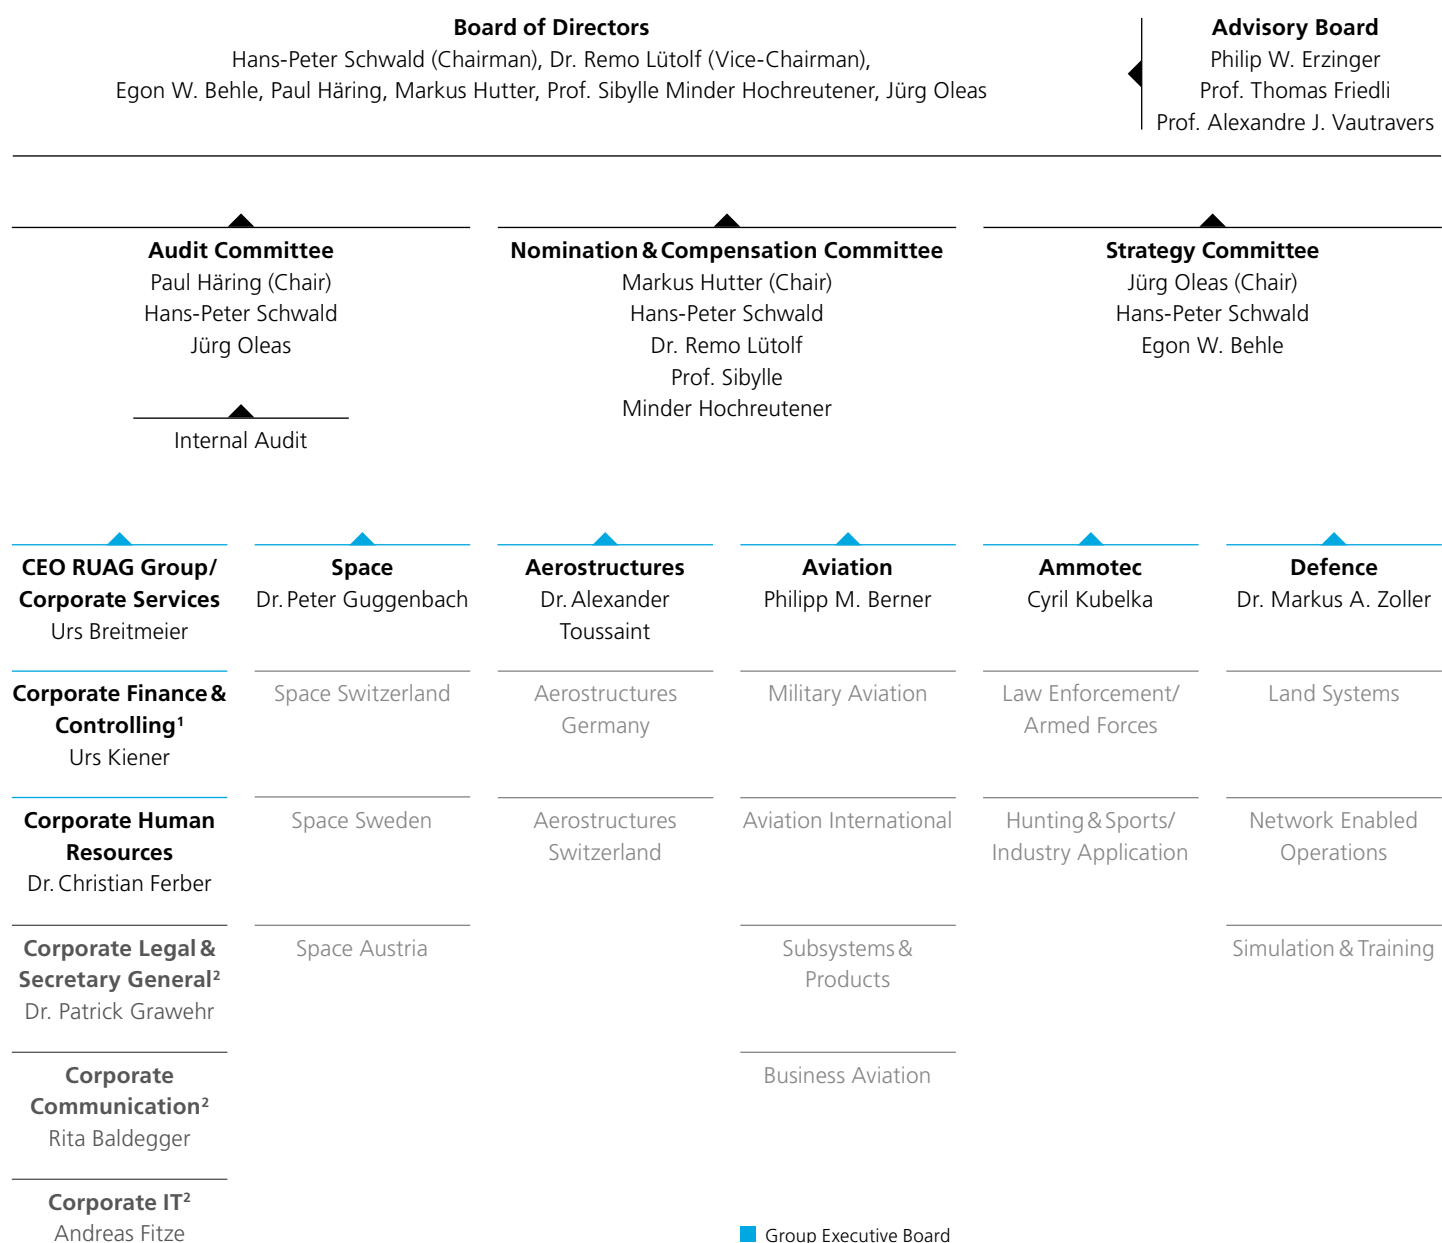 Board of Directors
Hans-Peter Schwald (Chairman), Dr. Remo Lütolf (Vice-Chairman),
Egon W. Behle, Paul Häring, Markus Hutter, Prof. Sibylle Minder Hochreutener, Jürg Oleas
Advisory Board
Philip W. Erzinger
Prof. Thomas Friedli
Prof. Alexandre J. Vautravers
Audit Committee
Paul Häring (Chair)
Hans-Peter Schwald
Jürg Oleas
Internal Audit
Nomination & Compensation Committee
Markus Hutter (Chair)
Hans-Peter Schwald
Dr. Remo Lütolf
Prof. Sibylle
Minder Hochreutener
Strategy Committee
Jürg Oleas (Chair)
Hans-Peter Schwald
Egon W. Behle
CEO RUAG Group/
Corporate Services
Urs Breitmeier
Corporate Finance &
Controlling¹
Urs Kiener
Corporate Human
Resources
Dr. Christian Ferber
Corporate Legal &
Secretary General²
Dr. Patrick Grawehr
Corporate
Communication²
Rita Baldegger
Corporate IT²
Andreas Fitze
Space
Dr. Peter Guggenbach
Space Switzerland
Space Sweden
Space Austria
Aerostructures
Dr. Alexander
Toussaint
Aerostructures
Germany
Aerostructures
Switzerland
Aviation
Philipp M. Berner
Military Aviation
Aviation International
Subsystems &
Products
Business Aviation
Ammotec
Cyril Kubelka
Law Enforcement/
Armed Forces
Hunting & Sports/
Industry Application
Defence
Dr. Markus A. Zoller
Land Systems
Network Enabled
Operations
Simulation & Training
Group Executive Board